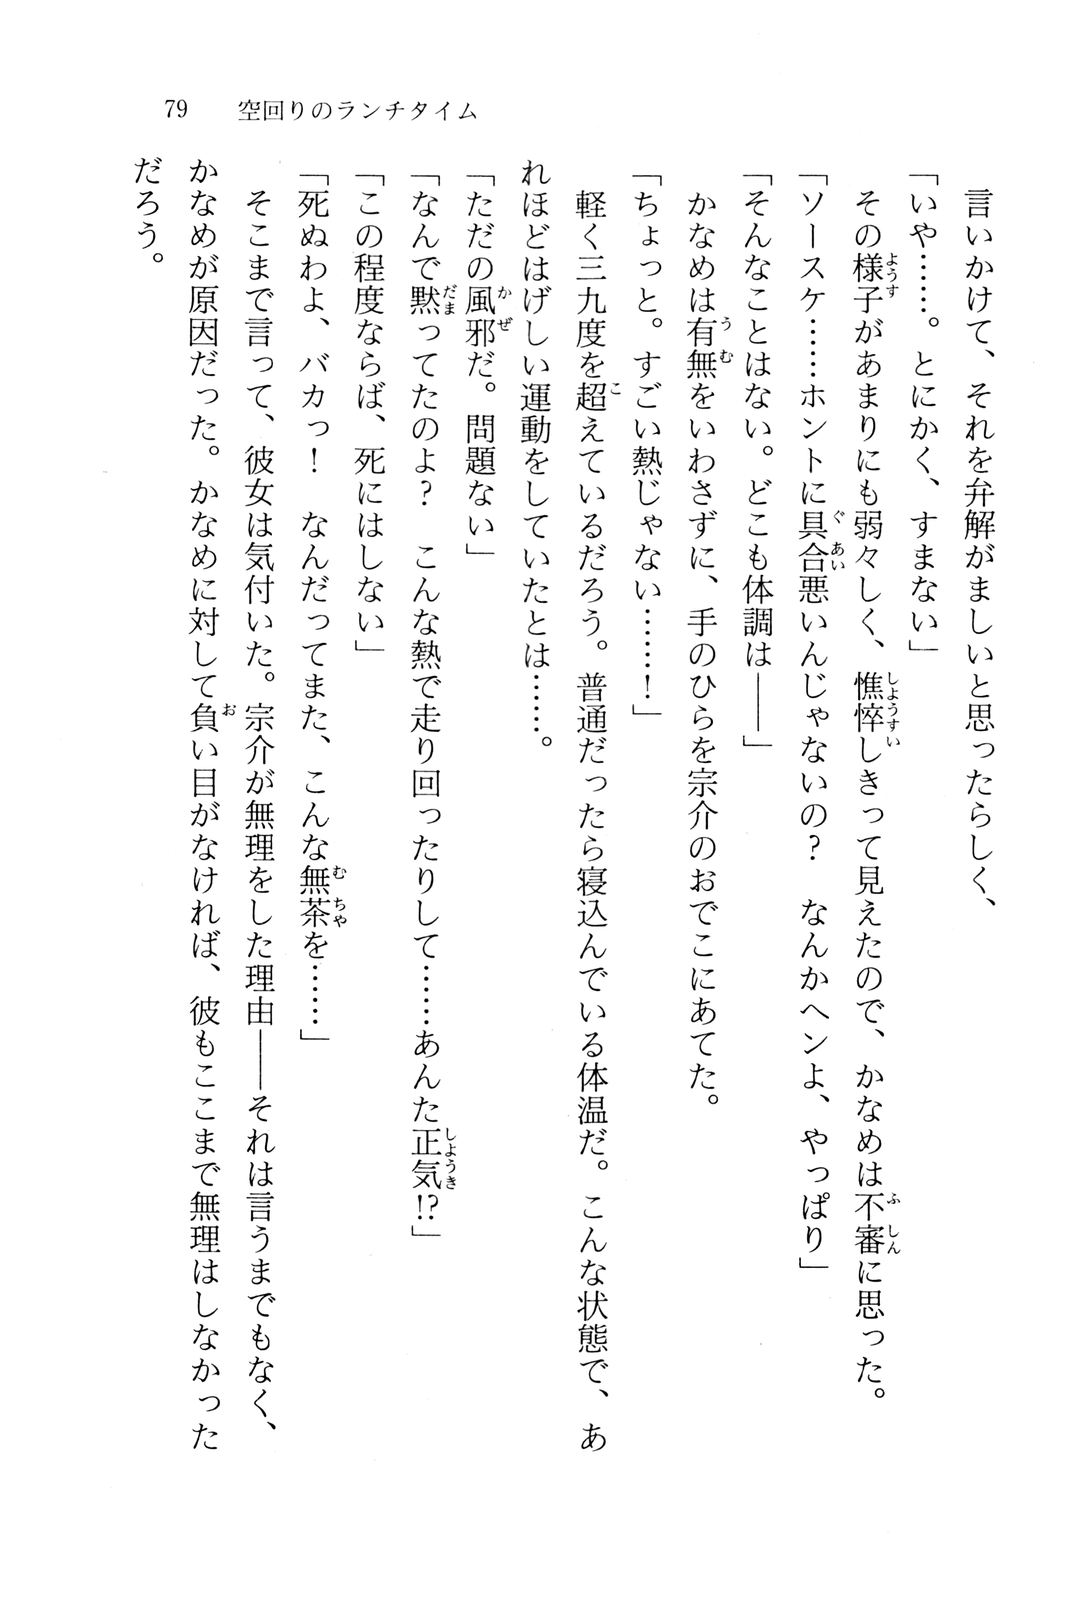 79　空回りのランチタイム
　言いかけて、それを弁解がましいと思ったらしく、
「いや……。とにかく、すまない」
　その様子があまりにも弱々しく、憔悴しきって見えたので、かなめは不審に思った。
「ソースケ……ホントに具合悪いんじゃないの？　なんかヘンよ、やっぱり」
「そんなことはない。どこも体調は――」
　かなめは有無をいわさずに、手のひらを宗介のおでこにあてた。
「ちょっと。すごい熱じゃない……！」
　軽く三九度を超えているだろう。普通だったら寝込んでいる体温だ。こんな状態で、あ
れほどはげしい運動をしていたとは……。
「ただの風邪だ。問題ない」
「なんで黙ってたのよ？　こんな熱で走り回ったりして……あんた正気!?」
「この程度ならば、死にはしない」
「死ぬわよ、バカっ！　なんだってまた、こんな無茶を……」
　そこまで言って、彼女は気付いた。宗介が無理をした理由――それは言うまでもなく、
かなめが原因だった。かなめに対して負い目がなければ、彼もここまで無理はしなかった
だろう。